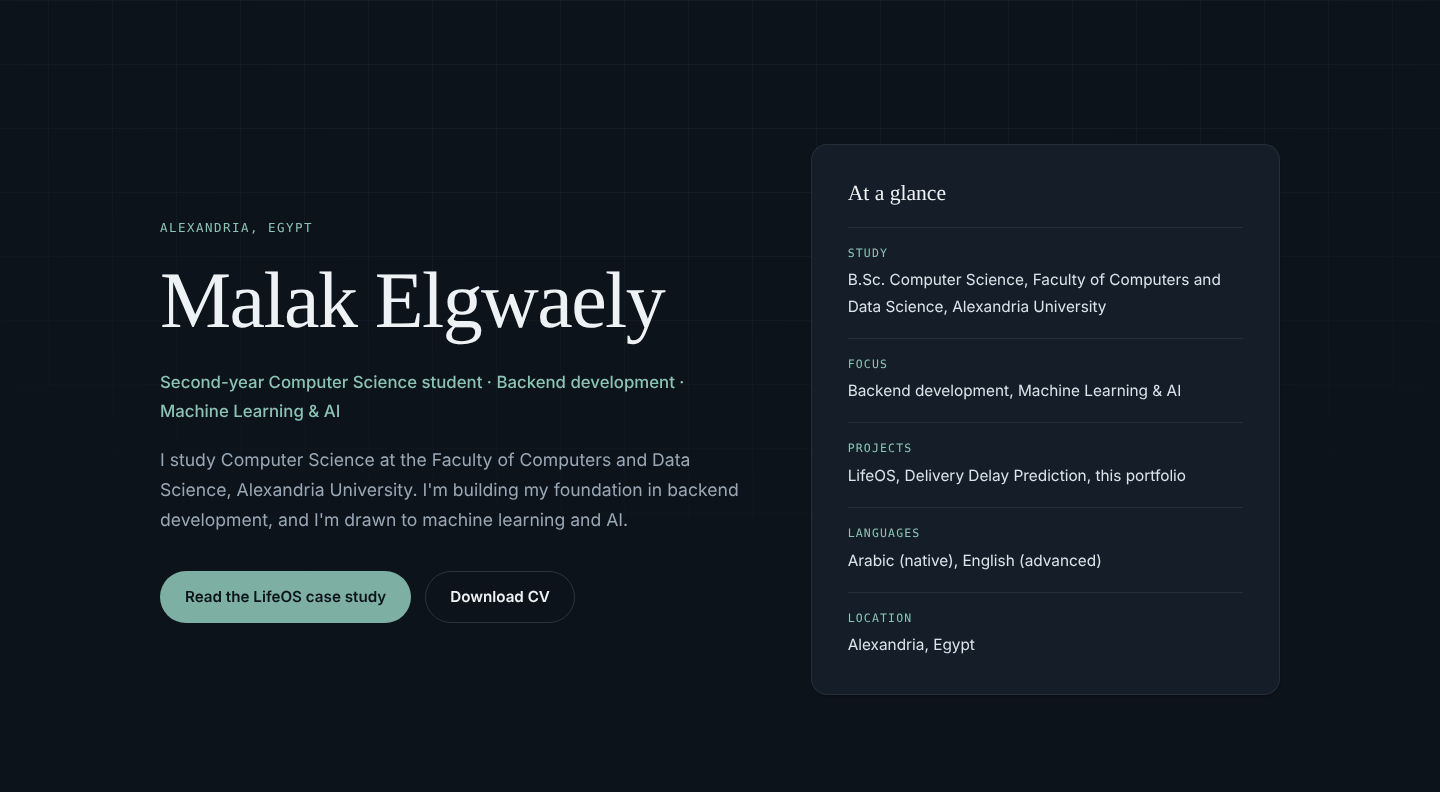 ALEXANDRIA, EGYPT
Malak Elgwaely
Second-year Computer Science student · Backend development ·
Machine Learning & AI
I study Computer Science at the Faculty of Computers and Data
Science, Alexandria University. I'm building my foundation in backend
development, and I'm drawn to machine learning and AI.
Read the LifeOS case study
Download CV
At a glance
STUDY
B.Sc. Computer Science, Faculty of Computers and
Data Science, Alexandria University
FOCUS
Backend development, Machine Learning & AI
PROJECTS
LifeOS, Delivery Delay Prediction, this portfolio
LANGUAGES
Arabic (native), English (advanced)
LOCATION
Alexandria, Egypt